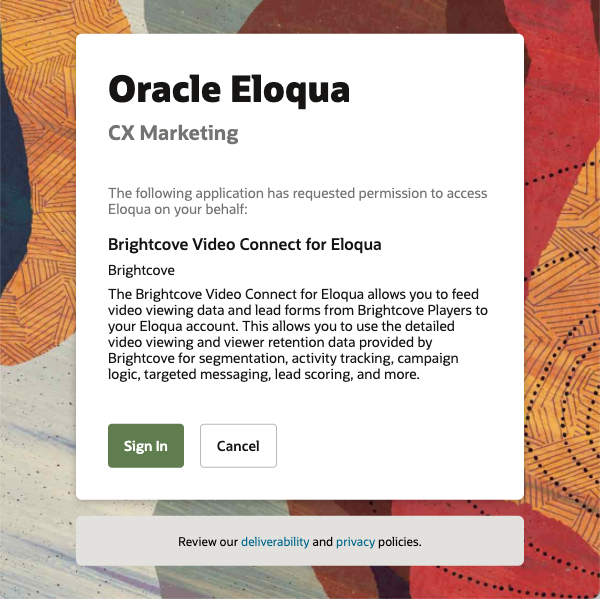 Oracle Eloqua
CX Marketing
The following application has requested permission to access
Eloqua on your behalf:
Brightcove Video Connect for Eloqua
Brightcove
The Brightcove Video Connect for Eloqua allows you to feed
video viewing data and lead forms from Brightcove Players to
your Eloqua account. This allows you to use the detailed
video viewing and viewer retention data provided by
Brightcove for segmentation, activity tracking, campaign
logic, targeted messaging, lead scoring, and more.
Sign In
Cancel
Review our deliverability and privacy policies.